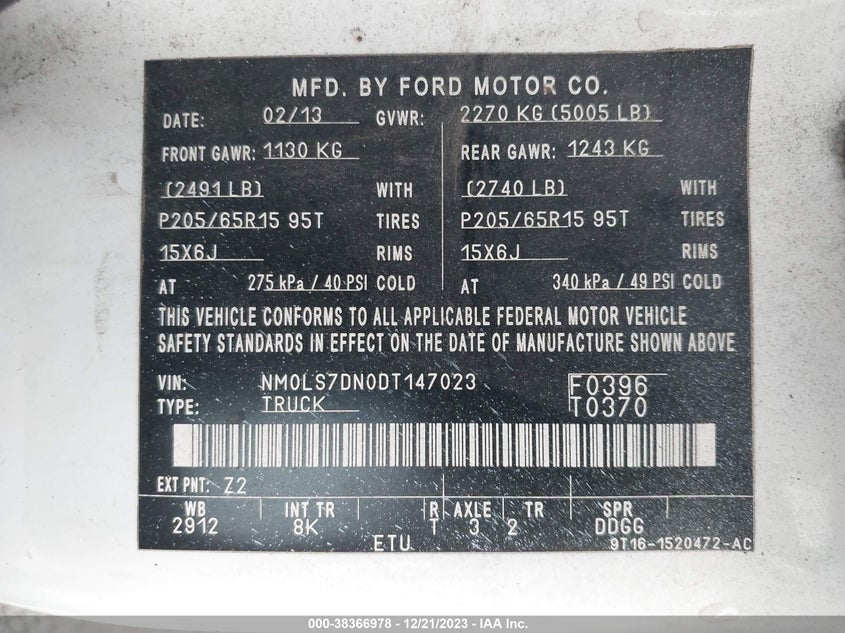 MFD. BY FORD MOTOR CO.
DATE: 02/13 GVWR: 2270 KG (5005 LB)
FRONT GAWR: 1130 KG REAR GAWR: 1243 KG
(2491 LB) WITH (2740 LB) WITH
P205/65R15 95T TIRES P205/65R15 95T TIRES
15X6J RIMS 15X6J RIMS
AT 275 kPa / 40 PSI COLD AT 340 kPa / 49 PSI COLD
THIS VEHICLE CONFORMS TO ALL APPLICABLE FEDERAL MOTOR VEHICLE
SAFETY STANDARDS IN EFFECT ON THE DATE OF MANUFACTURE SHOWN ABOVE
VIN: NM0LS7DN0DT147023 F0396
TYPE: TRUCK T0370
EXT PNT: Z2
WB INT TR R AXLE TR SPR
2912 8K T 3 2 DDGG
ETU 9T16-1520472-AC
000-38366978 - 12/21/2023 - IAA Inc.